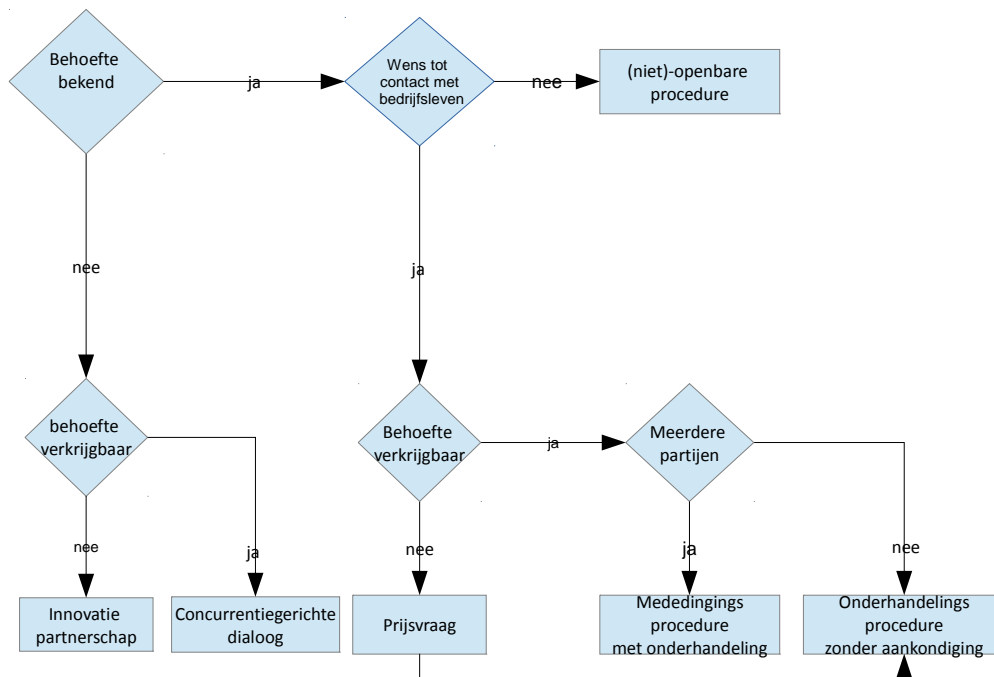 Behoefte
bekend
ja
Wens tot
contact met
bedrijfsleven
nee
(niet)-openbare
procedure
nee
ja
behoefte
verkrijgbaar
Behoefte
verkrijgbaar
ja
Meerdere
partijen
nee
ja
nee
ja
nee
Innovatie
partnerschap
Concurrentiegerichte
dialoog
Prijsvraag
Mededingings
procedure
met onderhandeling
Onderhandelings
procedure
zonder aankondiging